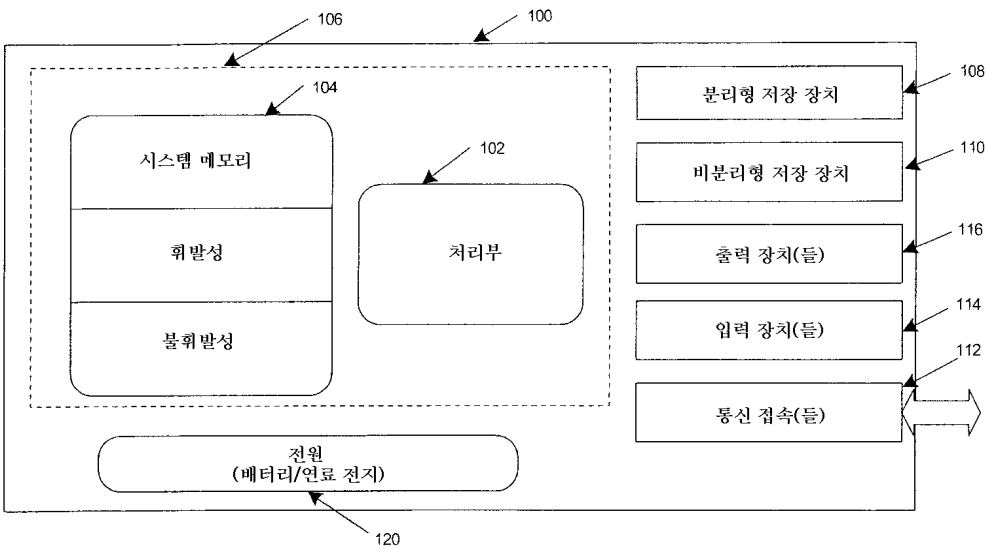 106
100
104
시스템 메모리
휘발성
불휘발성
102
처리부
분리형 저장 장치
108
비분리형 저장 장치
110
출력 장치(들)
116
입력 장치(들)
114
통신 접속(들)
112
전원
(배터리/연료 전지)
120